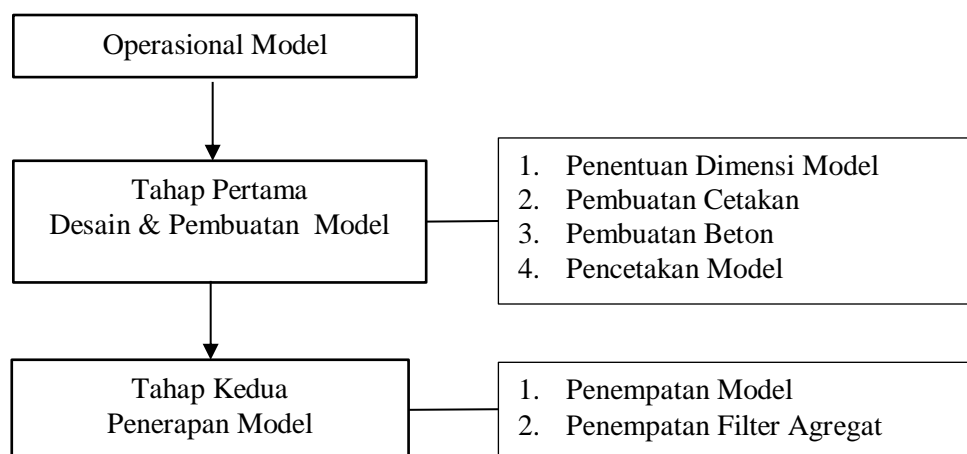 Operasional Model
Tahap Pertama
Desain & Pembuatan Model
1. Penentuan Dimensi Model
2. Pembuatan Cetakan
3. Pembuatan Beton
4. Pencetakan Model
Tahap Kedua
Penerapan Model
1. Penempatan Model
2. Penempatan Filter Agregat